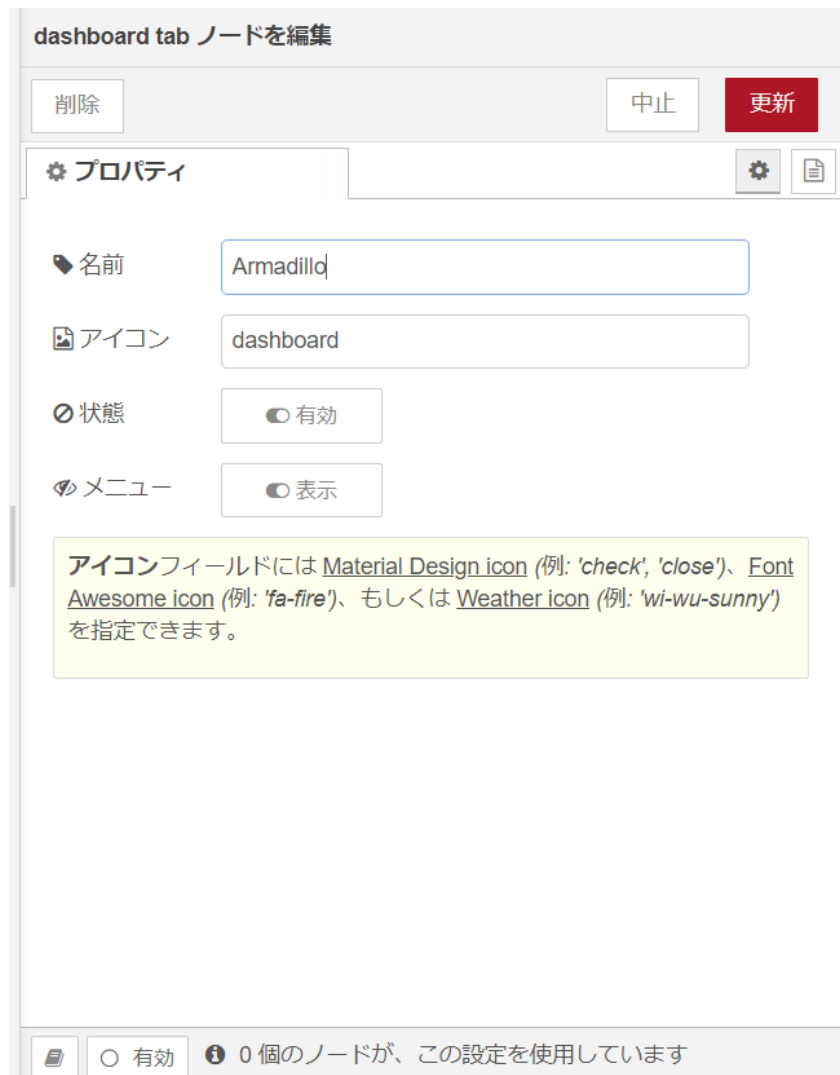 dashboard tab ノードを編集
削除 中止 更新
プロパティ
名前 Armadillo
アイコン dashboard
状態 有効
メニュー 表示
アイコンフィールドには Material Design icon (例: 'check', 'close')、Font
Awesome icon (例: 'fa-fire')、もしくは Weather icon (例: 'wi-wu-sunny')
を指定できます。
有効 0 個のノードが、この設定を使用しています